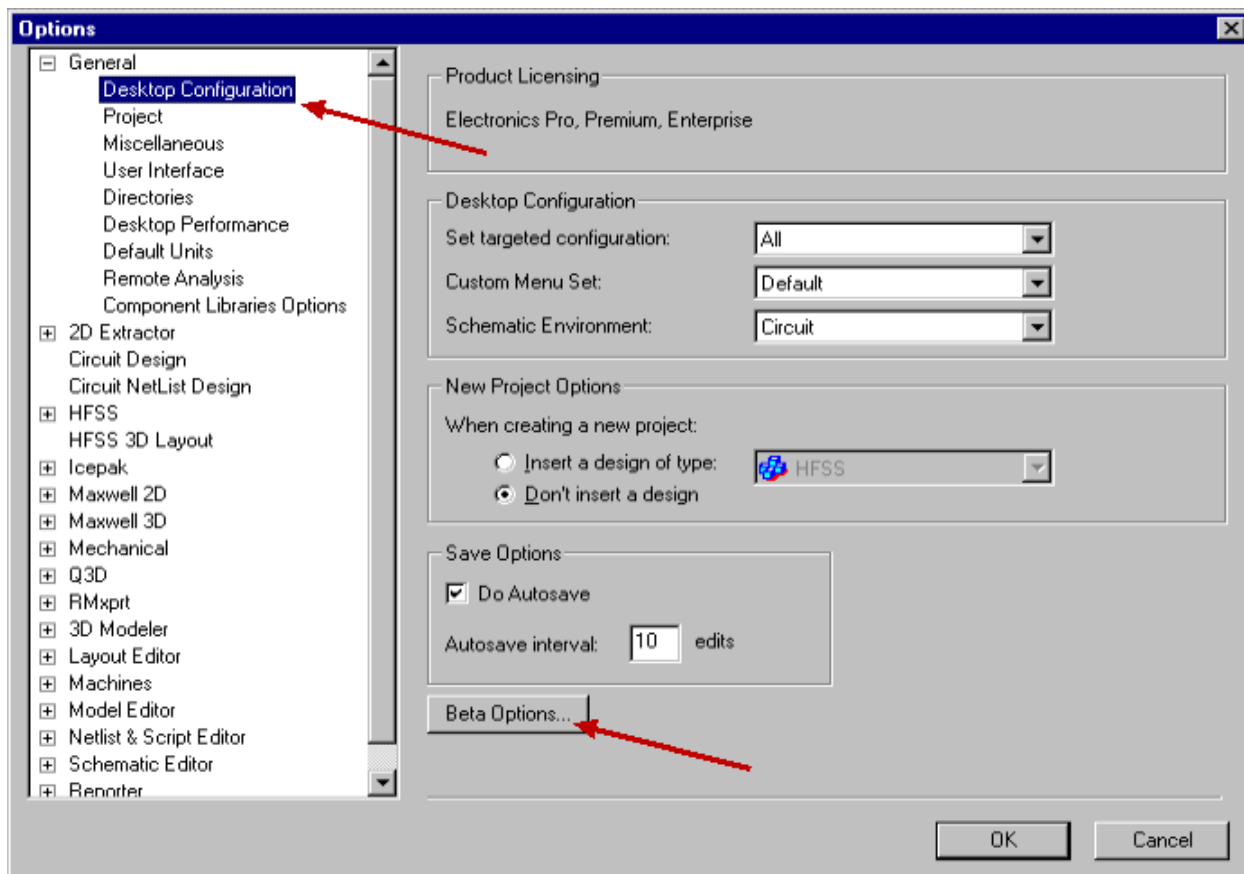 Options
General
Desktop Configuration
Project
Miscellaneous
User Interface
Directories
Desktop Performance
Default Units
Remote Analysis
Component Libraries Options
2D Extractor
Circuit Design
Circuit NetList Design
HFSS
HFSS 3D Layout
Icepak
Maxwell 2D
Maxwell 3D
Mechanical
Q3D
RMxprt
3D Modeler
Layout Editor
Machines
Model Editor
Netlist & Script Editor
Schematic Editor
Reporter
Product Licensing
Electronics Pro, Premium, Enterprise
Desktop Configuration
Set targeted configuration: All
Custom Menu Set: Default
Schematic Environment: Circuit
New Project Options
When creating a new project:
Insert a design of type: HFSS
Don't insert a design
Save Options
Do Autosave
Autosave interval: 10 edits
Beta Options...
OK Cancel